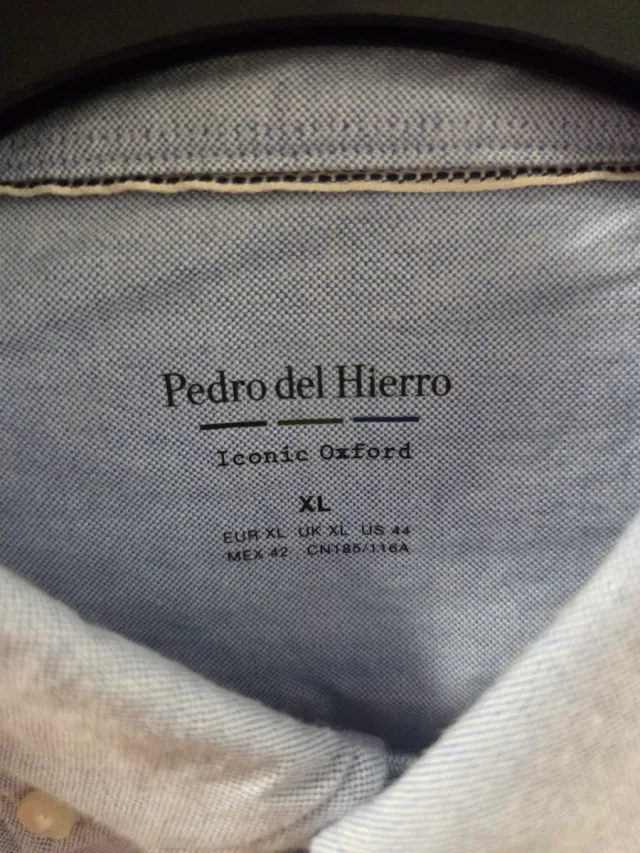 Pedro del Hierro
Iconic Oxford
XL
EUR XL UK XL US 44
MEX 42 CN185/116A